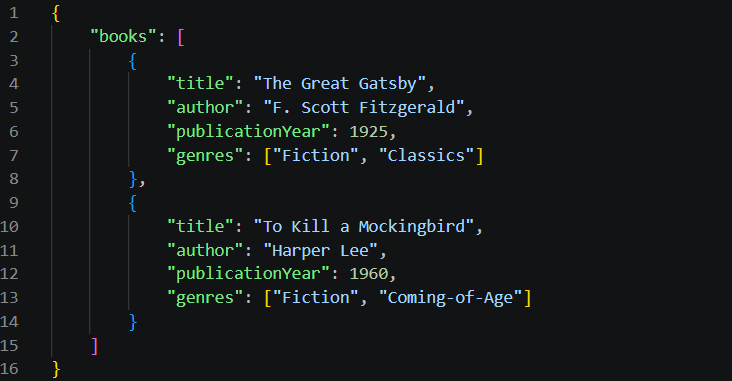 1 {
2     "books": [
3         {
4             "title": "The Great Gatsby",
5             "author": "F. Scott Fitzgerald",
6             "publicationYear": 1925,
7             "genres": ["Fiction", "Classics"]
8         },
9         {
10             "title": "To Kill a Mockingbird",
11             "author": "Harper Lee",
12             "publicationYear": 1960,
13             "genres": ["Fiction", "Coming-of-Age"]
14         }
15     ]
16 }